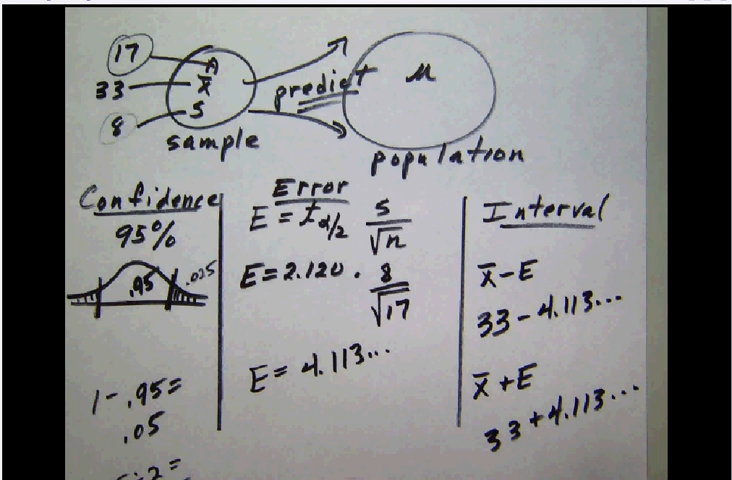 17
n
33
x̄
8
s
sample
predict
μ
population
Confidence
95%
.95
.025
1-.95=
.05
Error
E = tα/2 s/√n
E=2.120 · 8/√17
E= 4.113...
Interval
x̄-E
33-4.113...
x̄+E
33+4.113...